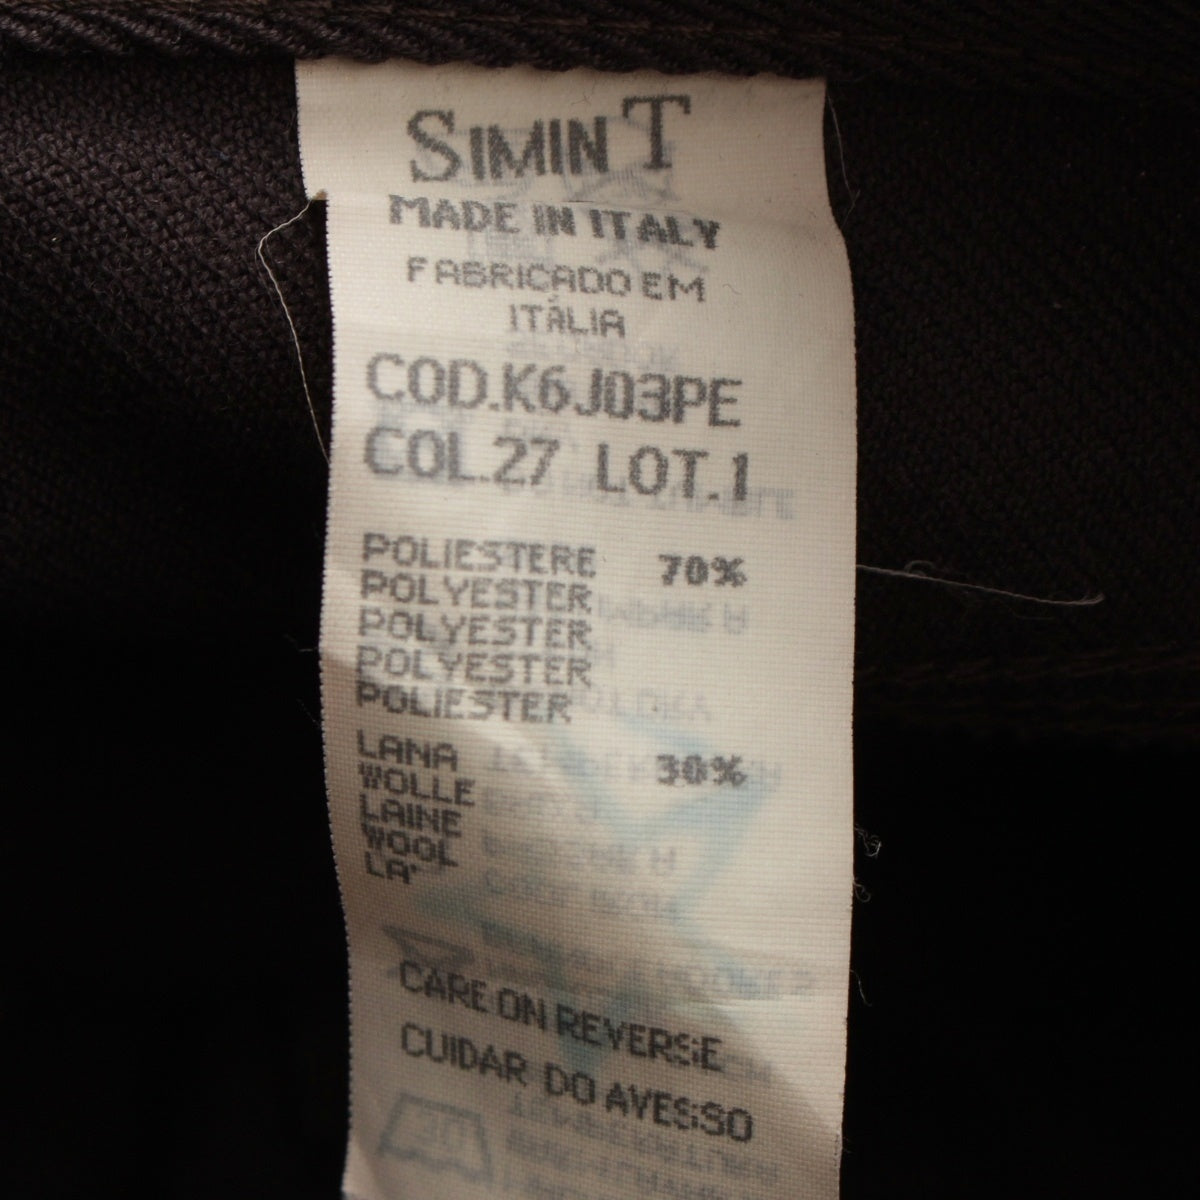 SIMINT
MADE IN ITALY
FABRICADO EM
ITÁLIA
COD.K6J03PE
COL.27 LOT.1
POLIESTERE 70%
POLYESTER
POLYESTER
POLYESTER
POLIESTER
LANA 30%
WOLLE
LAINE
WOOL
LA'
CARE ON REVERSE
CUIDAR DO AVESSO